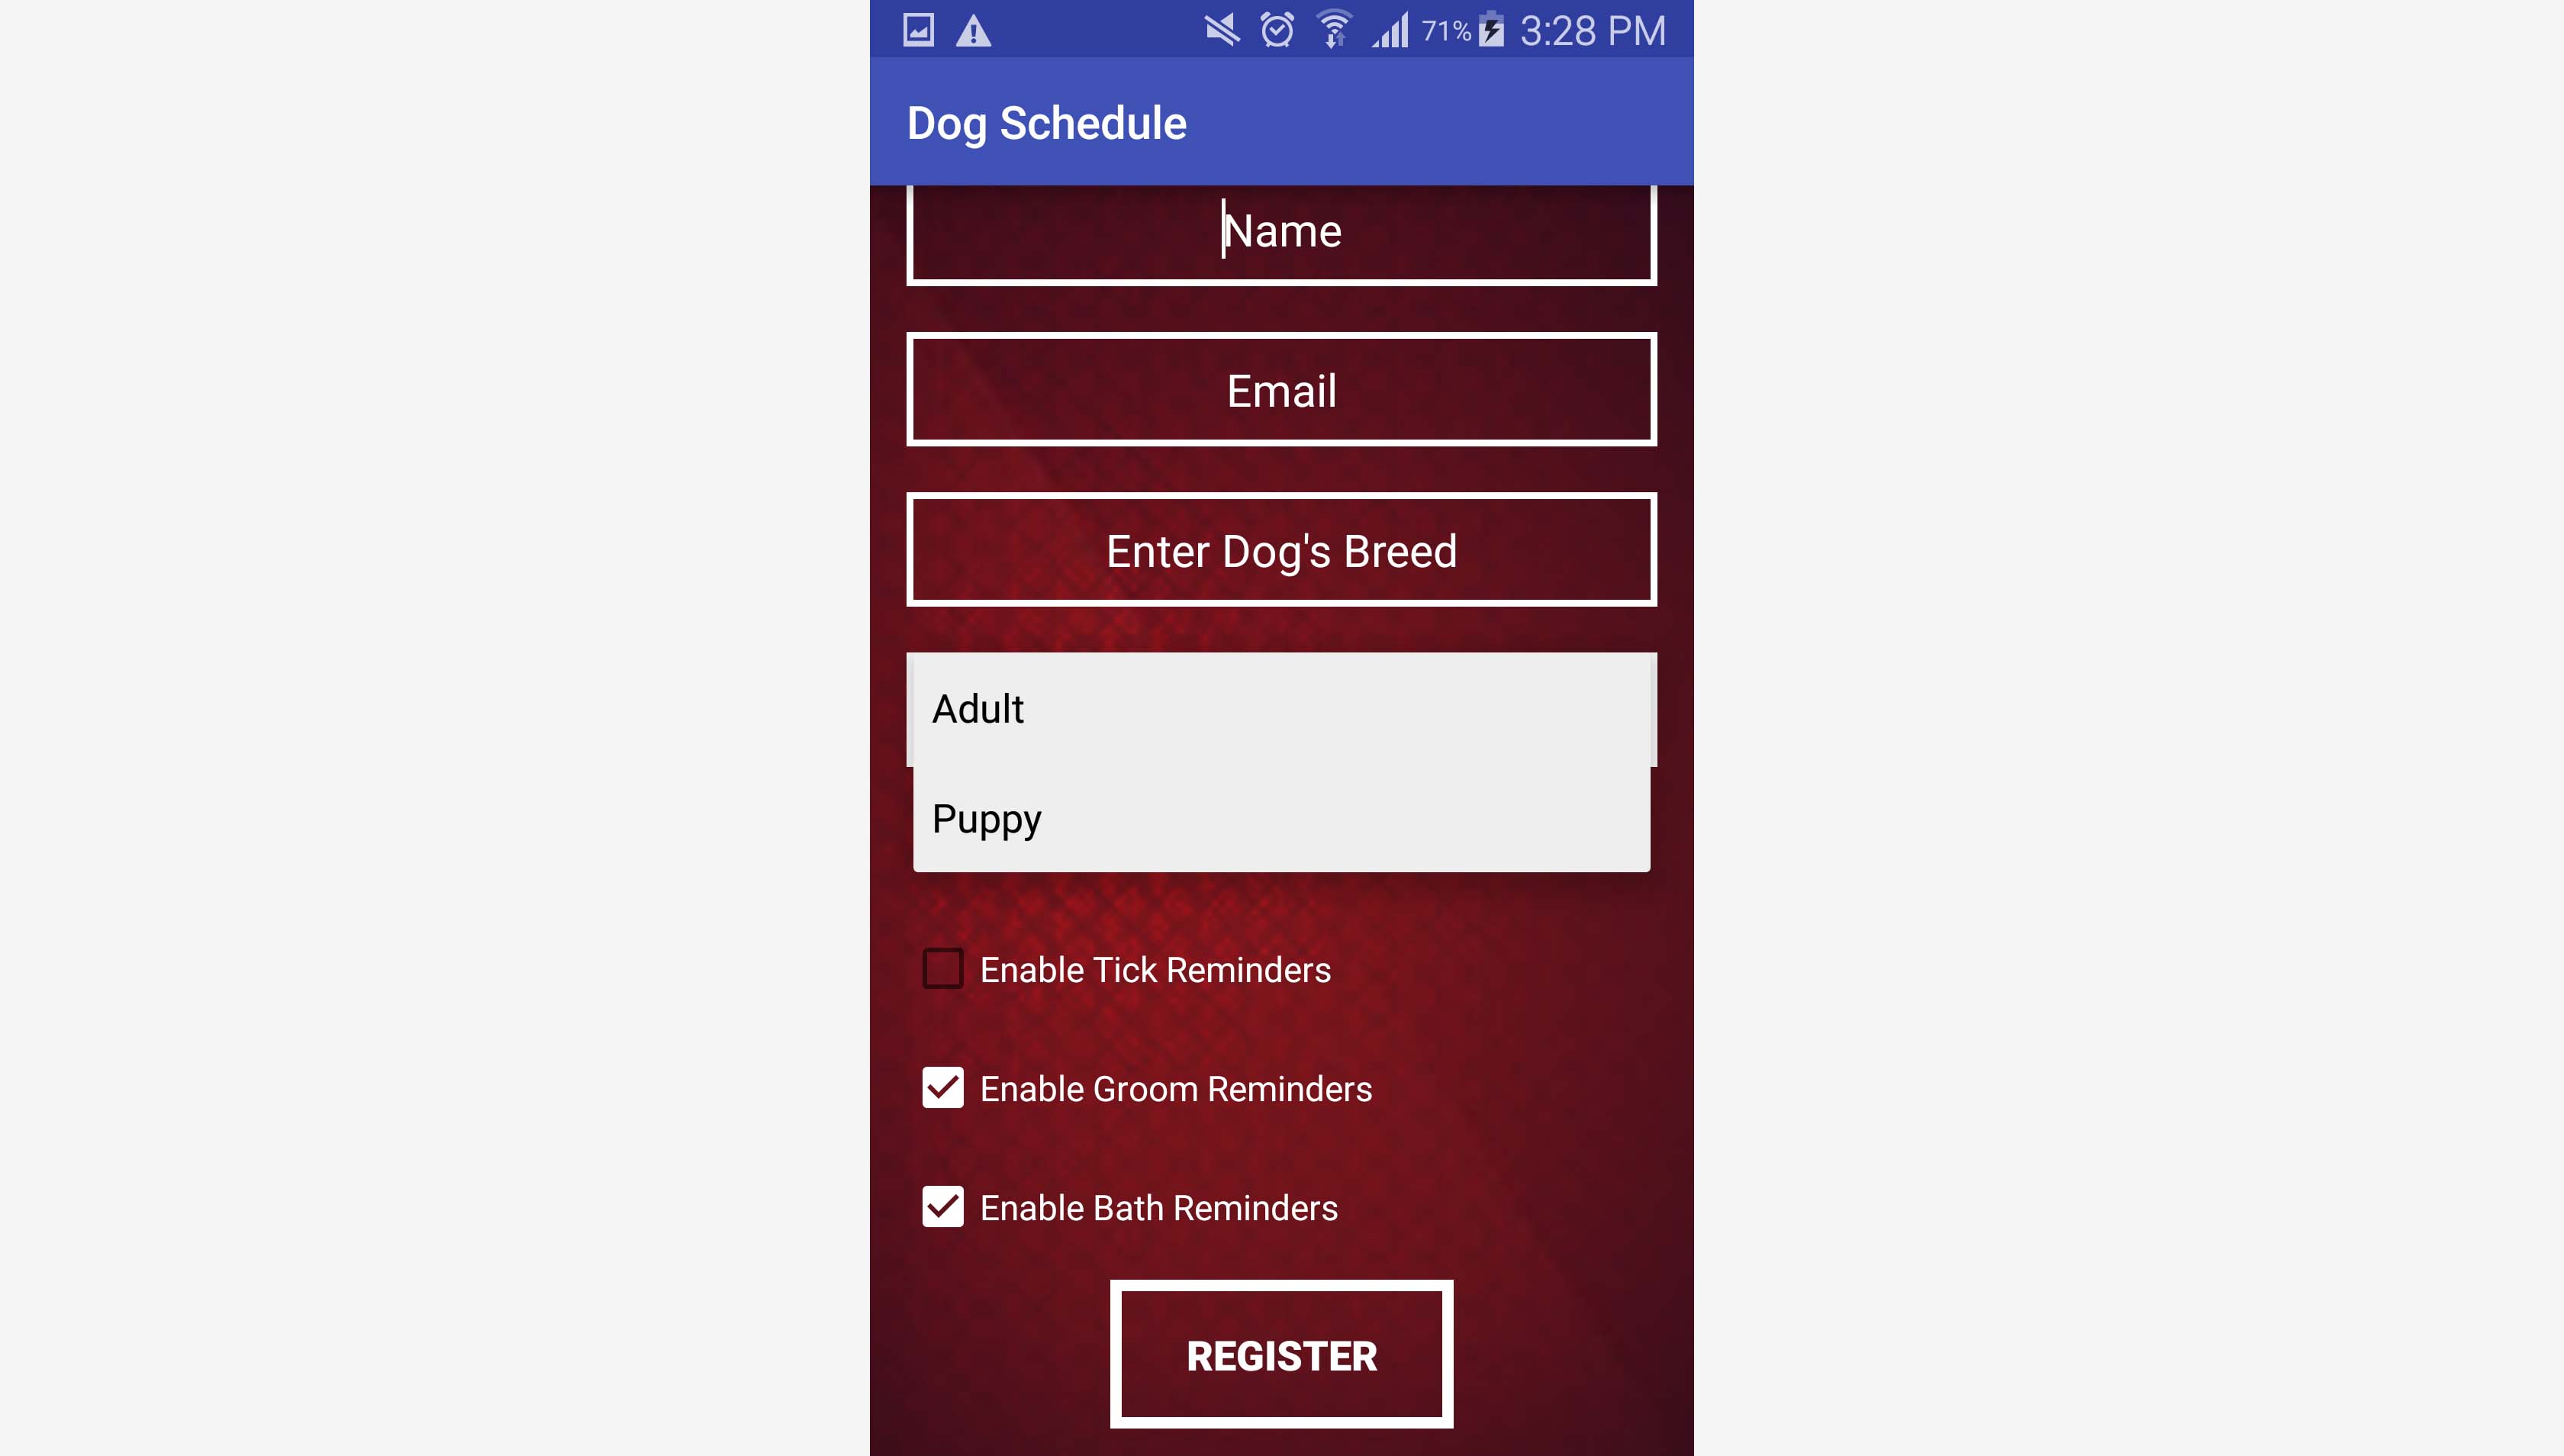 71% 3:28 PM
Dog Schedule
Name
Email
Enter Dog's Breed
Adult
Puppy
Enable Tick Reminders
Enable Groom Reminders
Enable Bath Reminders
REGISTER